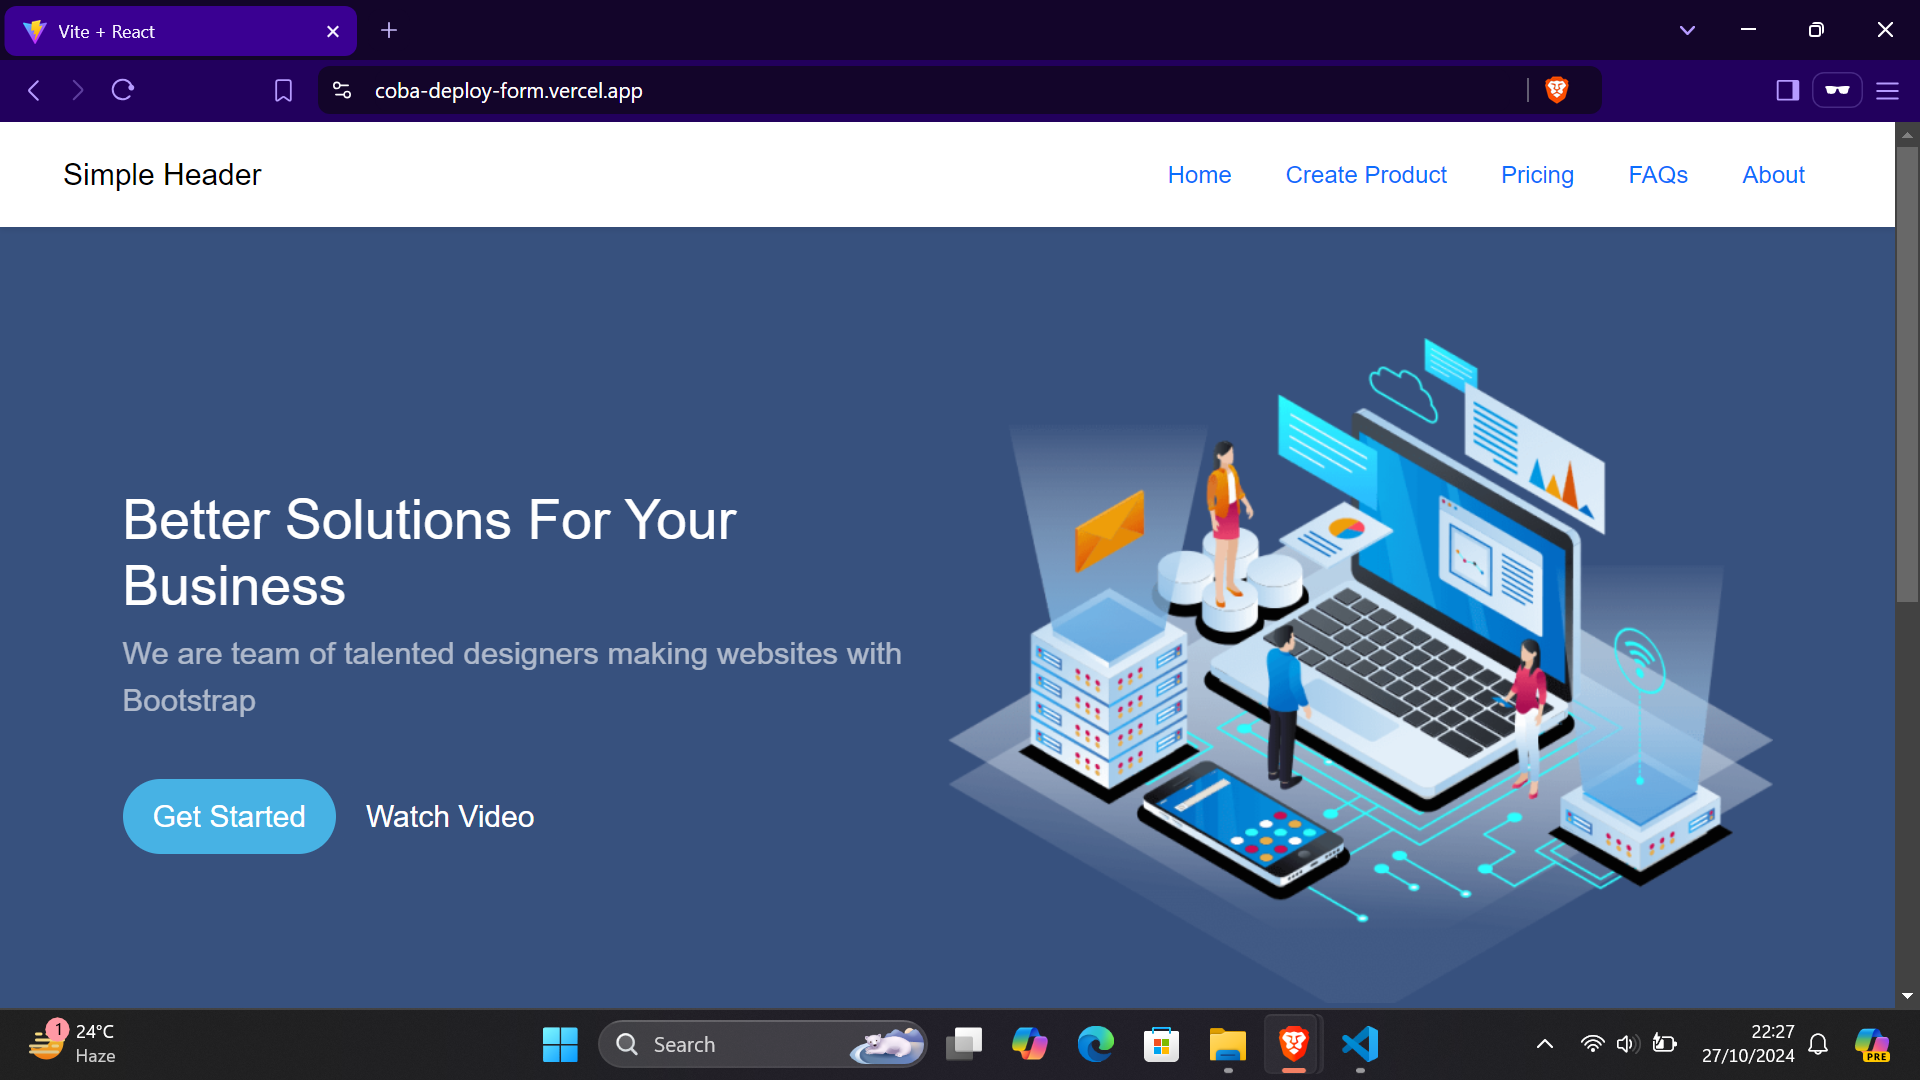 Vite + React
coba-deploy-form.vercel.app
Simple Header
Home
Create Product
Pricing
FAQs
About
Better Solutions For Your
Business
We are team of talented designers making websites with
Bootstrap
Get Started
Watch Video
1
24°C
Haze
Search
22:27
27/10/2024
PRE